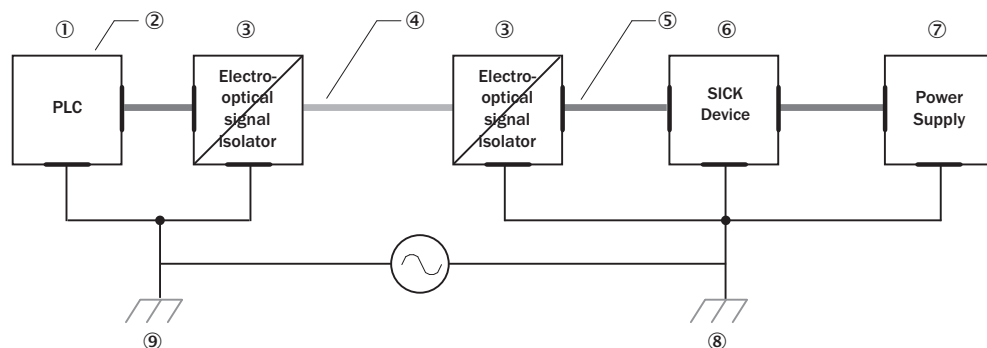 ① ② ③ ④ ③ ⑤ ⑥ ⑦
PLC
Electro-
optical
signal
isolator
Electro-
optical
signal
isolator
SICK
Device
Power
Supply
⑨ ⑧